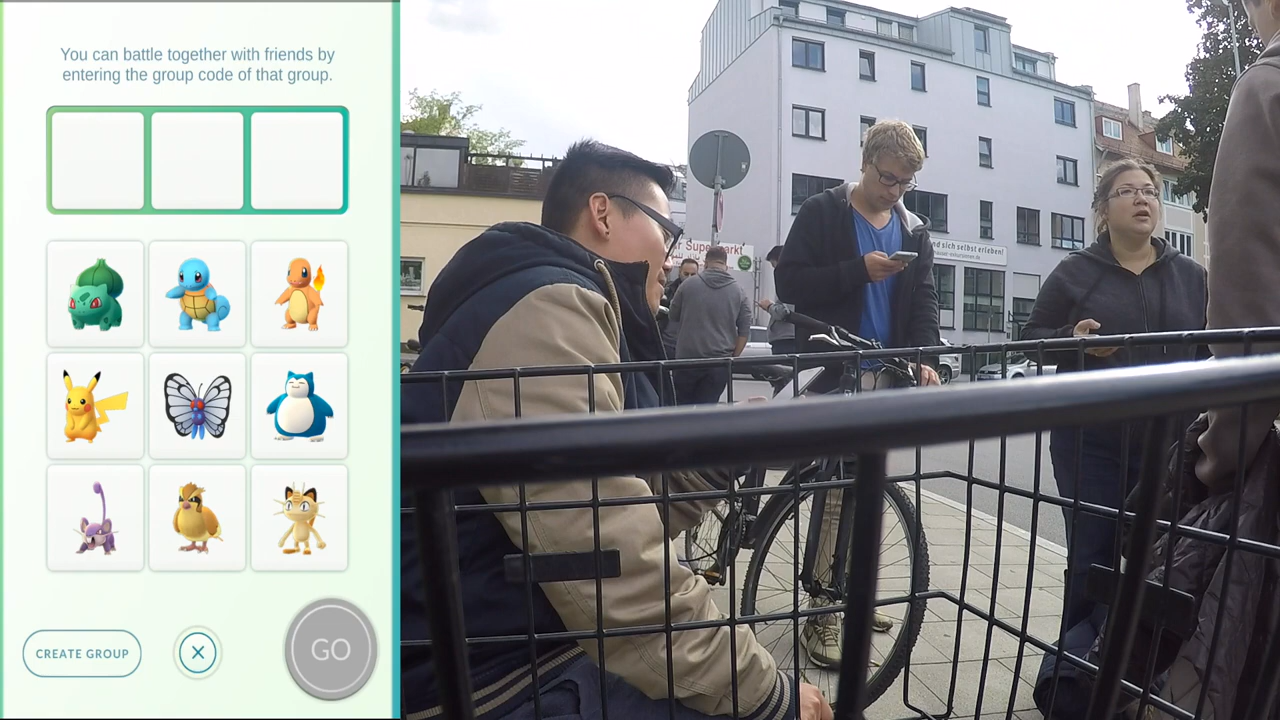 You can battle together with friends by
entering the group code of that group.
CREATE GROUP
GO
Supermarkt
nd sich selbst erleben!